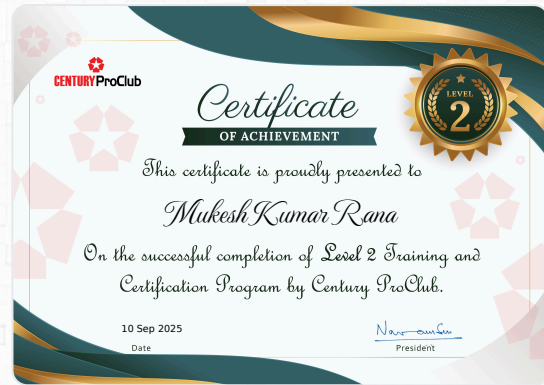 CENTURY ProClub
LEVEL
2
Certificate
OF ACHIEVEMENT
This certificate is proudly presented to
Mukesh Kumar Rana
On the successful completion of Level 2 Training and
Certification Program by Century ProClub.
10 Sep 2025
Date
President